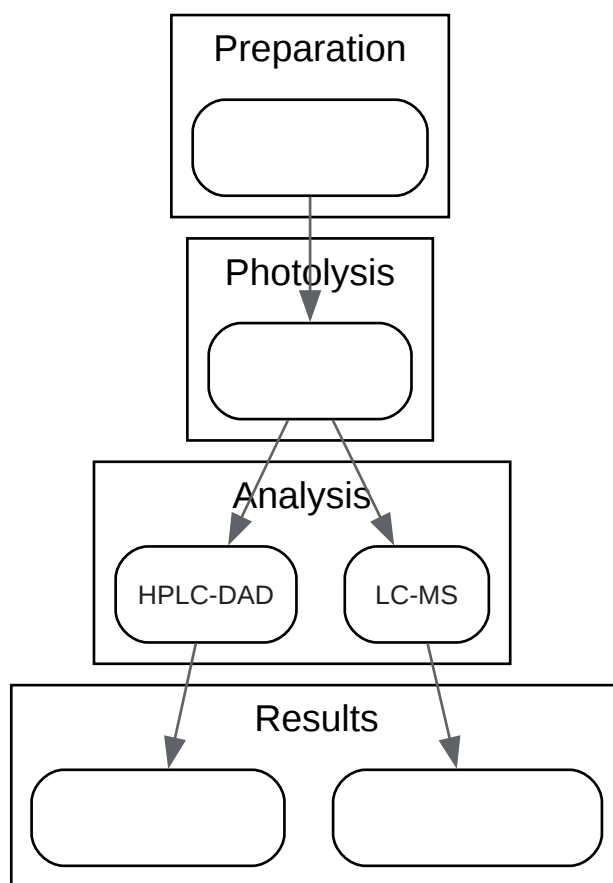 Preparation
Photolysis
Analysis
HPLC-DAD
LC-MS
Results